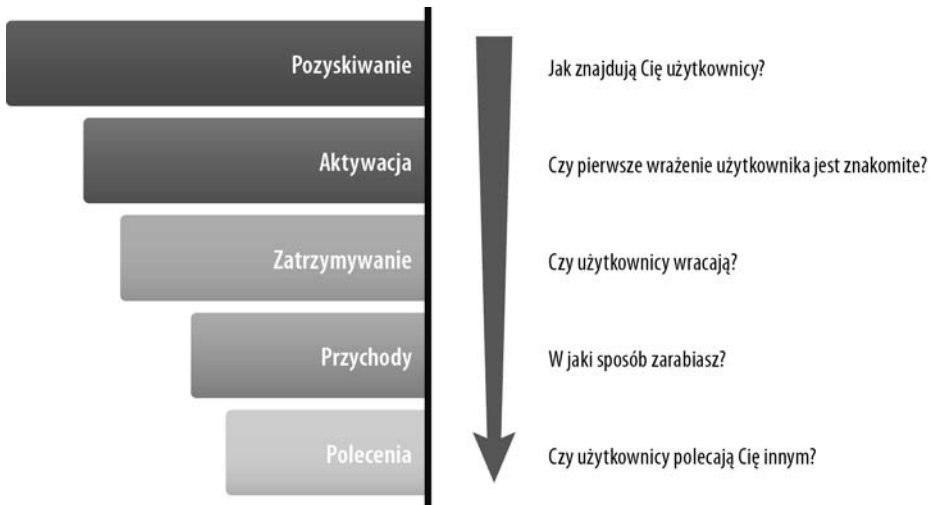 Pozyskiwanie
Jak znajdują Cię użytkownicy?
Aktywacja
Czy pierwsze wrażenie użytkownika jest znakomite?
Zatrzymywanie
Czy użytkownicy wracają?
Przychody
W jaki sposób zarabiasz?
Polecenia
Czy użytkownicy polecają Cię innym?